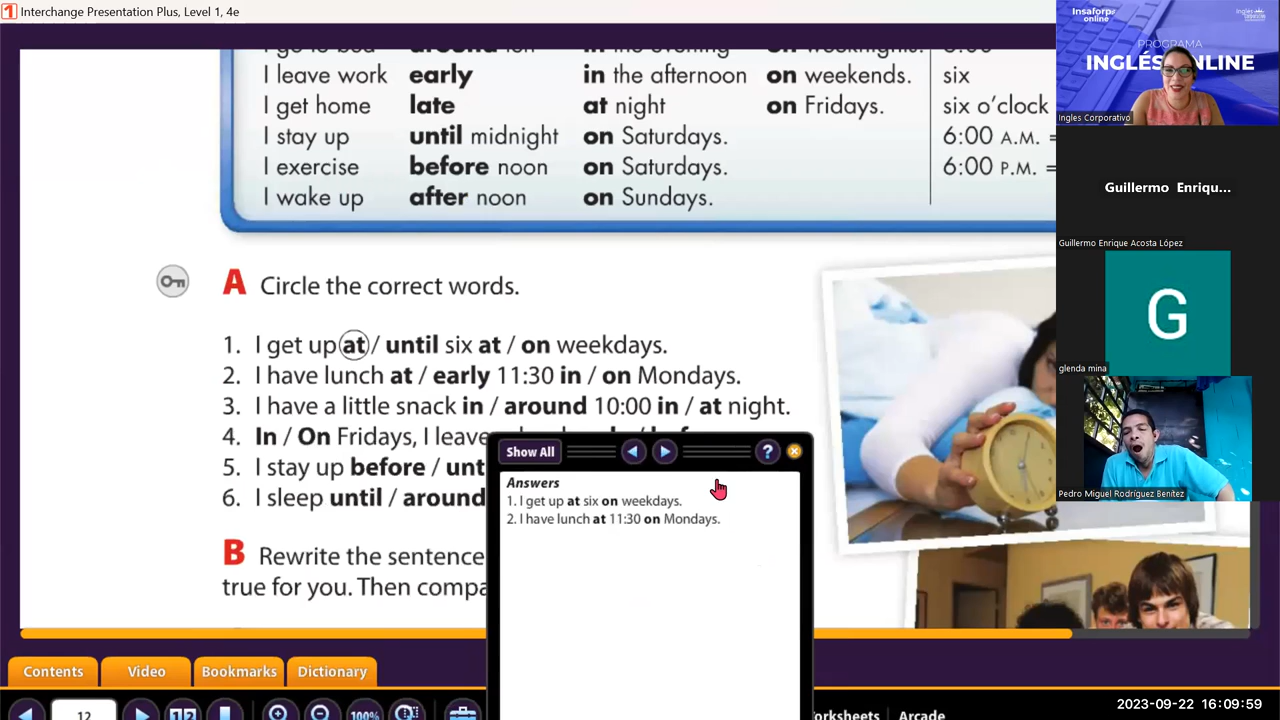 Interchange Presentation Plus, Level 1, 4e
I leave work early in the afternoon on weekends. six
I get home late at night on Fridays. six o'clock
I stay up until midnight on Saturdays. 6:00 A.M. =
I exercise before noon on Saturdays. 6:00 P.M. =
I wake up after noon on Sundays.
A Circle the correct words.
1. I get up at / until six at / on weekdays.
2. I have lunch at / early 11:30 in / on Mondays.
3. I have a little snack in / around 10:00 in / at night.
4. In / On Fridays, I leave
5. I stay up before / unt
6. I sleep until / around
B Rewrite the sentence
true for you. Then compa
Show All ?
Answers
1. I get up at six on weekdays.
2. I have lunch at 11:30 on Mondays.
Contents Video Bookmarks Dictionary
12 1 2 100% orksheets Arcade
Insaforp online
PROGRAMA
INGLÉS ONLINE
Ingles Corporativo
Guillermo Enriqu...
Guillermo Enrique Acosta López
G
glenda mina
Pedro Miguel Rodríguez Benítez
2023-09-22 16:09:59